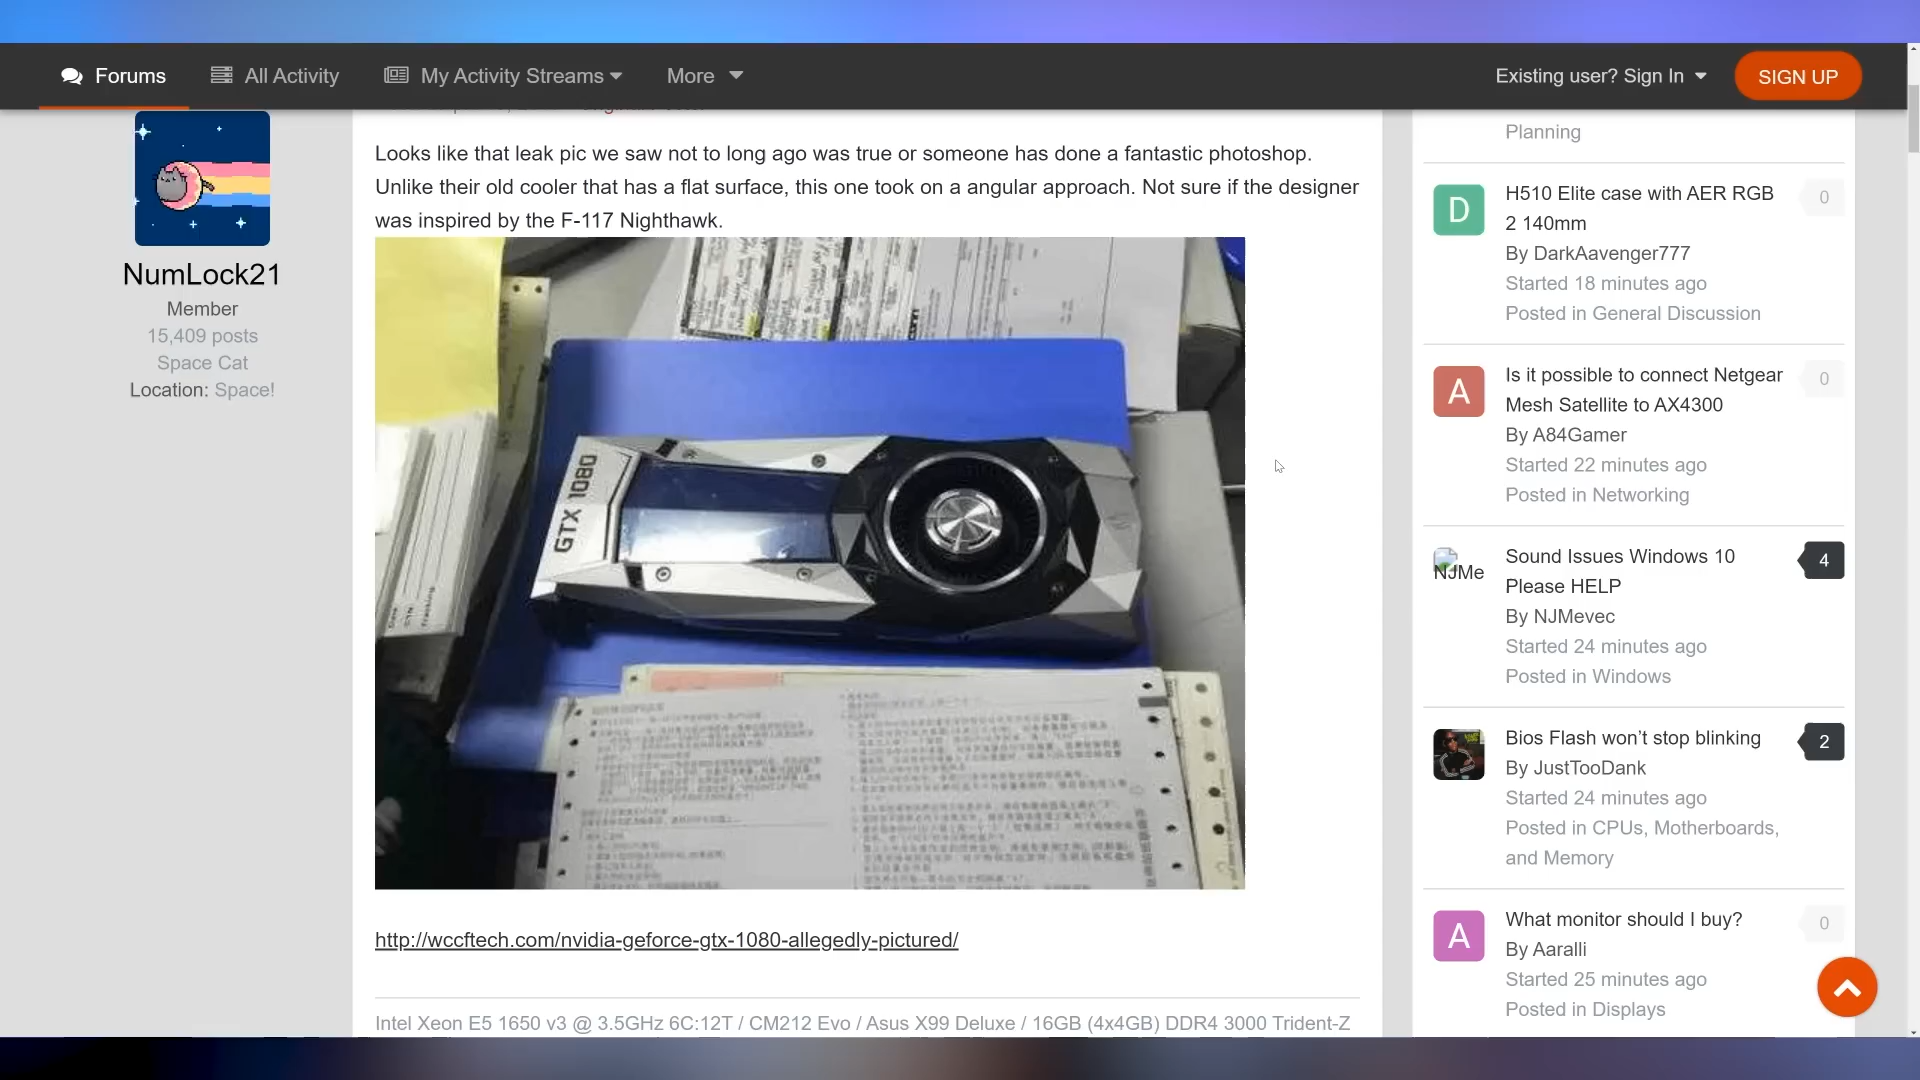 Forums
All Activity
My Activity Streams
More
Existing user? Sign In
SIGN UP
NumLock21
Member
15,409 posts
Space Cat
Location: Space!
Looks like that leak pic we saw not to long ago was true or someone has done a fantastic photoshop.
Unlike their old cooler that has a flat surface, this one took on a angular approach. Not sure if the designer
was inspired by the F-117 Nighthawk.
GTX 1080
http://wccftech.com/nvidia-geforce-gtx-1080-allegedly-pictured/
Intel Xeon E5 1650 v3 @ 3.5GHz 6C:12T / CM212 Evo / Asus X99 Deluxe / 16GB (4x4GB) DDR4 3000 Trident-Z
Planning
D
H510 Elite case with AER RGB
2 140mm
0
By DarkAavenger777
Started 18 minutes ago
Posted in General Discussion
A
Is it possible to connect Netgear
Mesh Satellite to AX4300
0
By A84Gamer
Started 22 minutes ago
Posted in Networking
NJMe
Sound Issues Windows 10
Please HELP
4
By NJMevec
Started 24 minutes ago
Posted in Windows
Bios Flash won’t stop blinking
2
By JustTooDank
Started 24 minutes ago
Posted in CPUs, Motherboards,
and Memory
A
What monitor should I buy?
0
By Aaralli
Started 25 minutes ago
Posted in Displays